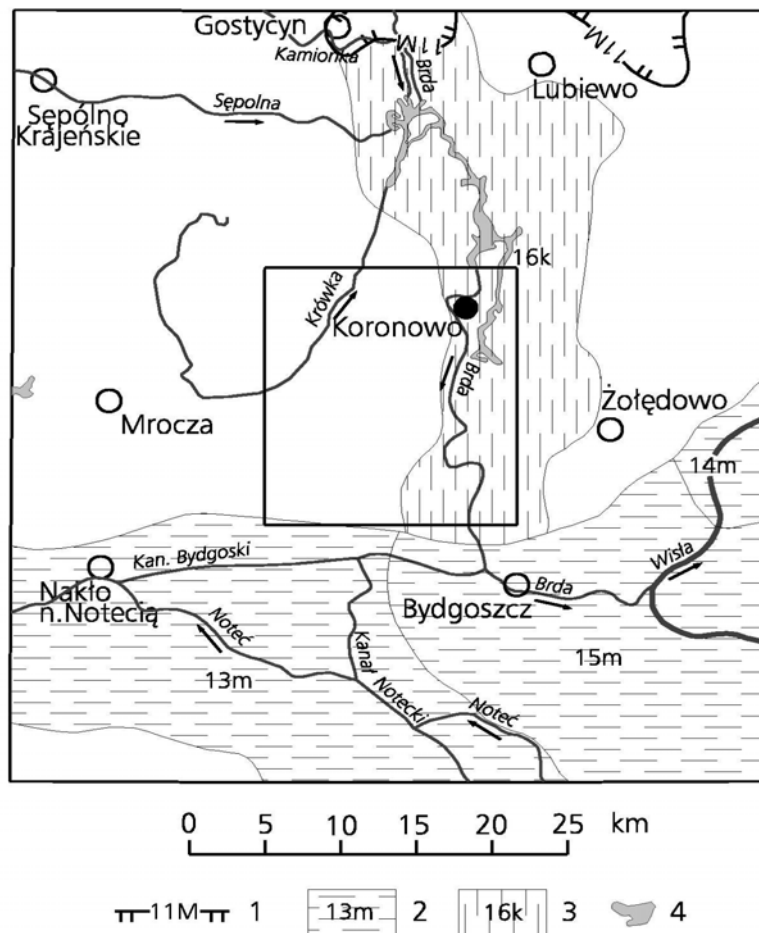 Gostycyn
Kamionka
11M
Brda
11M
Lubiewo
Sępólno
Krajeńskie
Sępolna
16k
Krówka
Koronowo
Brda
Mrocza
Żołędowo
14m
Kan. Bydgoski
Wisła
Nakło
n.Notecią
Bydgoszcz
Brda
Noteć
13m
Kanał Notecki
Noteć
15m
0 5 10 15 20 25 km
11M 1 13m 2 16k 3 4